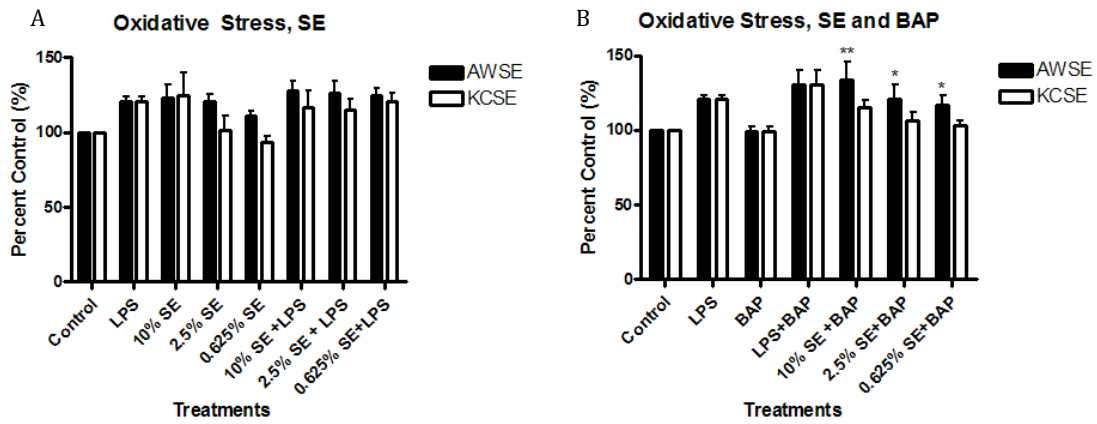 A
Oxidative Stress, SE
Percent Control (%)
150
100
50
0
AWSE
KCSE
Control
LPS
10% SE
2.5% SE
0.625% SE
10% SE +LPS
2.5% SE + LPS
0.625% SE+LPS
Treatments
B
Oxidative Stress, SE and BAP
Percent Control (%)
150
100
50
0
**
*
*
AWSE
KCSE
Control
LPS
BAP
LPS+BAP
10% SE +BAP
2.5% SE+BAP
0.625% SE+BAP
Treatments